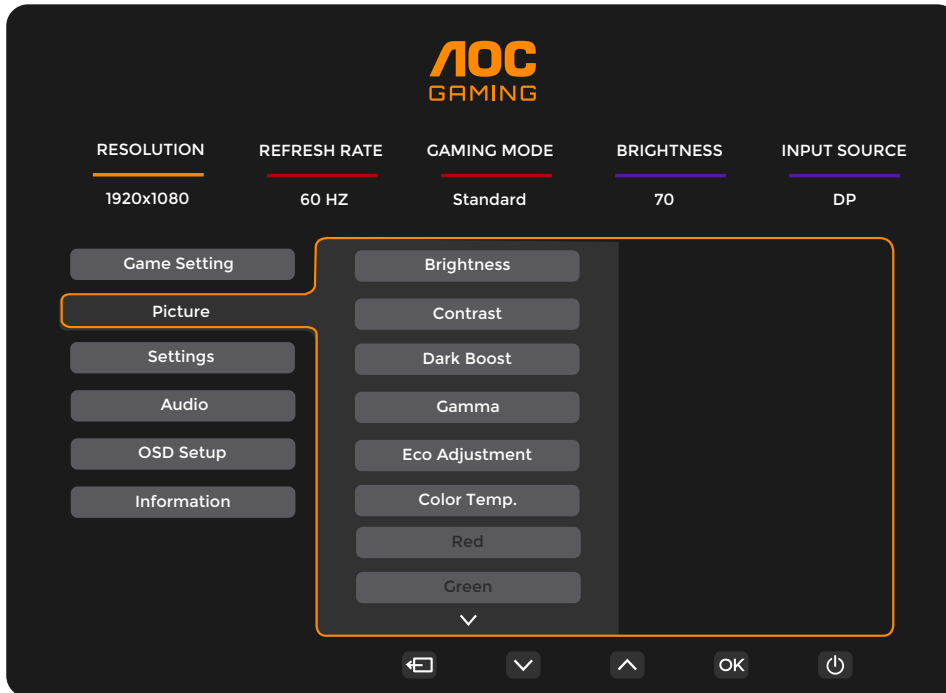 AOC
GAMING
RESOLUTION REFRESH RATE GAMING MODE BRIGHTNESS INPUT SOURCE
1920x1080 60 HZ Standard 70 DP
Game Setting
Picture
Settings
Audio
OSD Setup
Information
Brightness
Contrast
Dark Boost
Gamma
Eco Adjustment
Color Temp.
Red
Green
OK